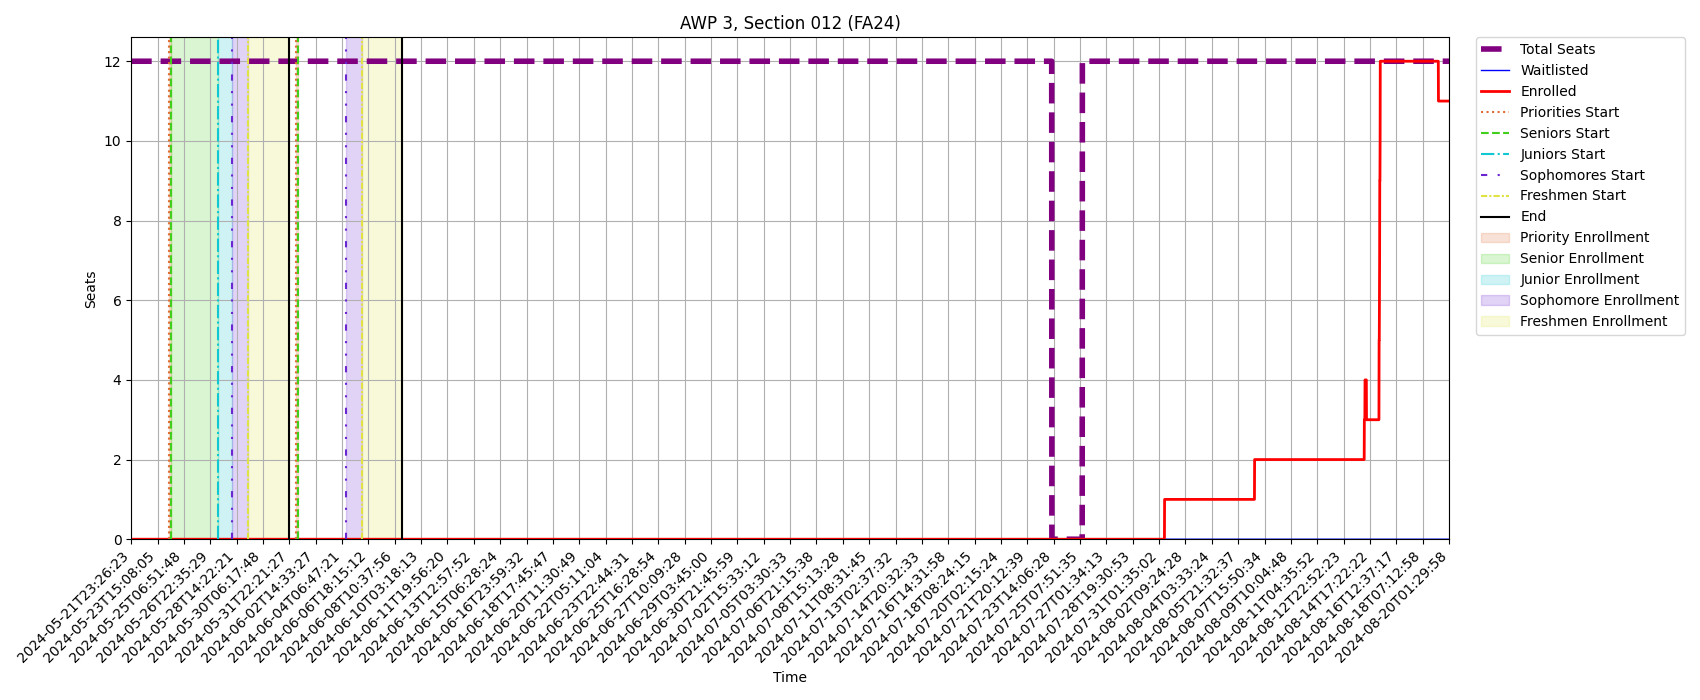 AWP 3, Section 012 (FA24)
Seats
12
10
8
6
4
2
0
2024-05-21T23:26:23
2024-05-23T15:08:05
2024-05-25T06:51:48
2024-05-26T22:35:29
2024-05-28T14:22:21
2024-05-30T06:17:48
2024-05-31T22:21:27
2024-06-02T14:33:27
2024-06-04T06:47:21
2024-06-06T18:15:12
2024-06-08T10:37:56
2024-06-10T03:18:13
2024-06-11T19:56:20
2024-06-13T12:57:52
2024-06-15T06:28:24
2024-06-16T23:59:32
2024-06-18T17:45:47
2024-06-20T11:30:49
2024-06-22T05:11:04
2024-06-23T22:44:31
2024-06-25T16:28:54
2024-06-27T10:09:28
2024-06-29T03:45:00
2024-06-30T21:45:59
2024-07-02T15:33:12
2024-07-05T03:30:33
2024-07-06T21:15:38
2024-07-08T15:13:28
2024-07-11T08:31:45
2024-07-13T02:37:32
2024-07-14T20:32:33
2024-07-16T14:31:58
2024-07-18T08:24:15
2024-07-20T02:15:24
2024-07-21T20:12:39
2024-07-23T14:06:28
2024-07-25T07:51:35
2024-07-27T01:34:13
2024-07-28T19:30:53
2024-07-31T01:35:02
2024-08-02T09:24:28
2024-08-04T03:33:24
2024-08-05T21:32:37
2024-08-07T15:50:34
2024-08-09T10:04:48
2024-08-11T04:35:52
2024-08-12T22:52:23
2024-08-14T17:22:22
2024-08-16T12:37:17
2024-08-18T07:12:58
2024-08-20T01:29:58
Time
Total Seats
Waitlisted
Enrolled
Priorities Start
Seniors Start
Juniors Start
Sophomores Start
Freshmen Start
End
Priority Enrollment
Senior Enrollment
Junior Enrollment
Sophomore Enrollment
Freshmen Enrollment